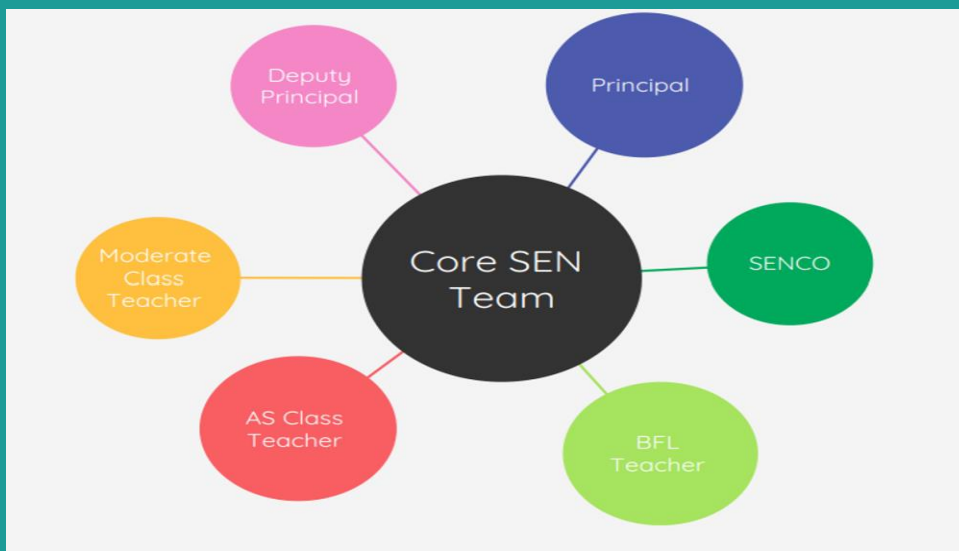 Deputy
Principal
Principal
Core SEN
Team
SENCO
Moderate
Class
Teacher
AS Class
Teacher
BFL
Teacher